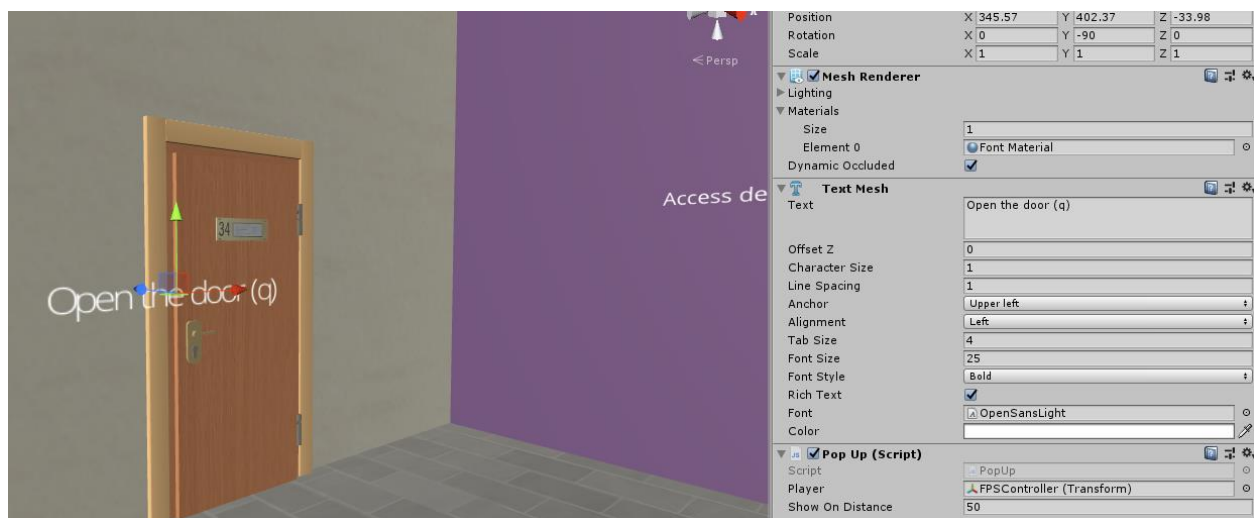 Persp
34
Access de
Open the door (q)
Position X 345.57 Y 402.37 Z -33.98
Rotation X 0 Y -90 Z 0
Scale X 1 Y 1 Z 1
Mesh Renderer
Lighting
Materials
Size 1
Element 0 Font Material
Dynamic Occluded
Text Mesh
Text Open the door (q)
Offset Z 0
Character Size 1
Line Spacing 1
Anchor Upper left
Alignment Left
Tab Size 4
Font Size 25
Font Style Bold
Rich Text
Font OpenSansLight
Color
Pop Up (Script)
Script PopUp
Player FPSController (Transform)
Show On Distance 50